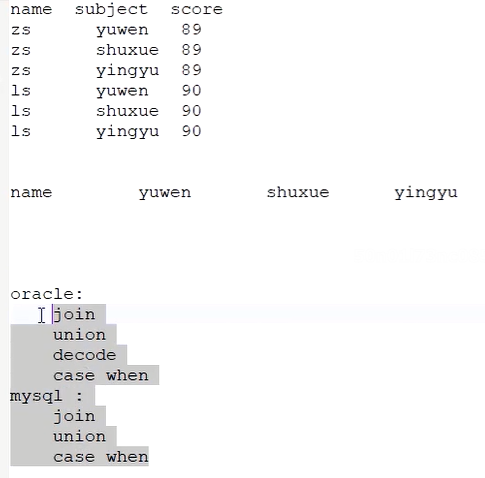 name subject score
zs yuwen 89
zs shuxue 89
zs yingyu 89
ls yuwen 90
ls shuxue 90
ls yingyu 90
name yuwen shuxue yingyu
oracle:
join
union
decode
case when
mysql :
join
union
case when